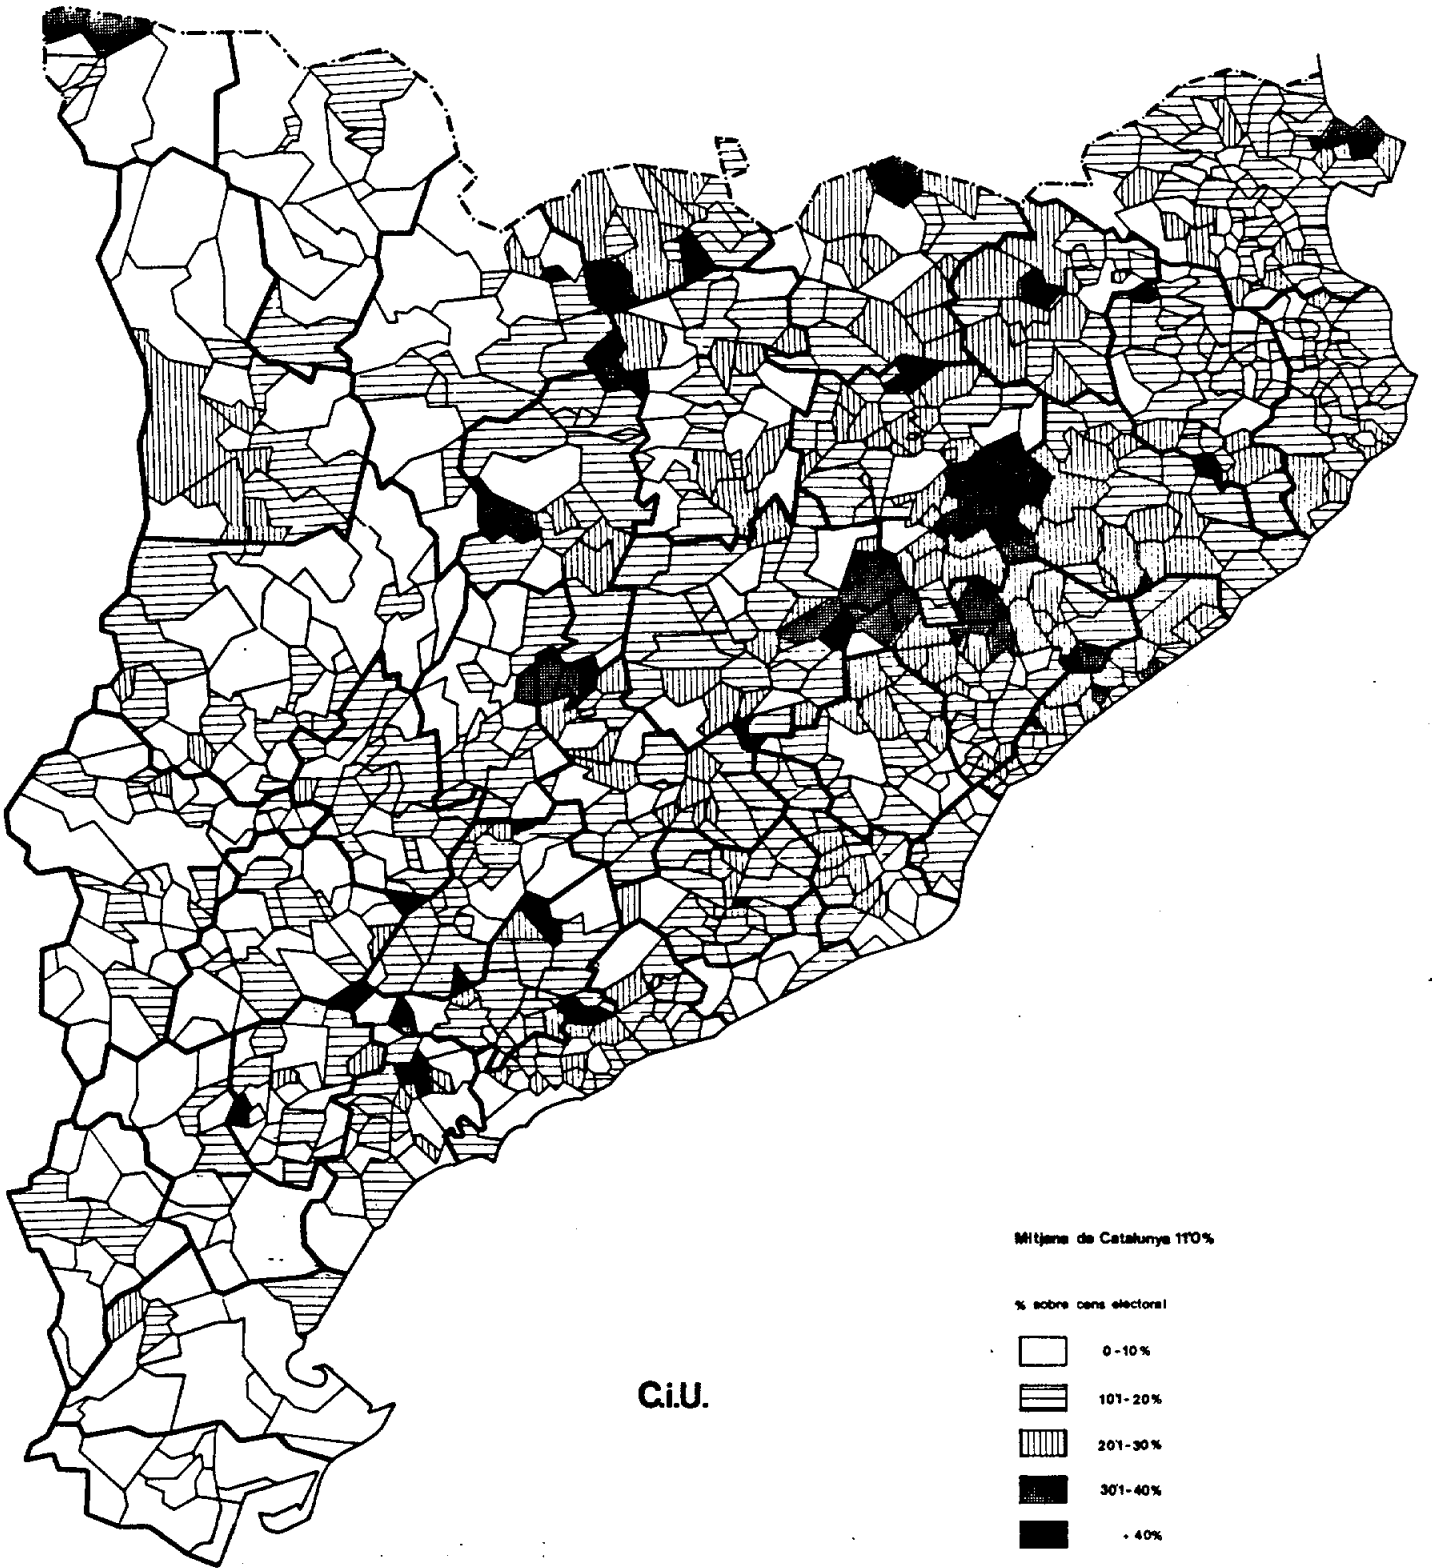 Mitjana de Catalunya 11'0%
% sobre cens electoral
0-10%
10'1-20%
20'1-30%
30'1-40%
+ 40%
C.i.U.